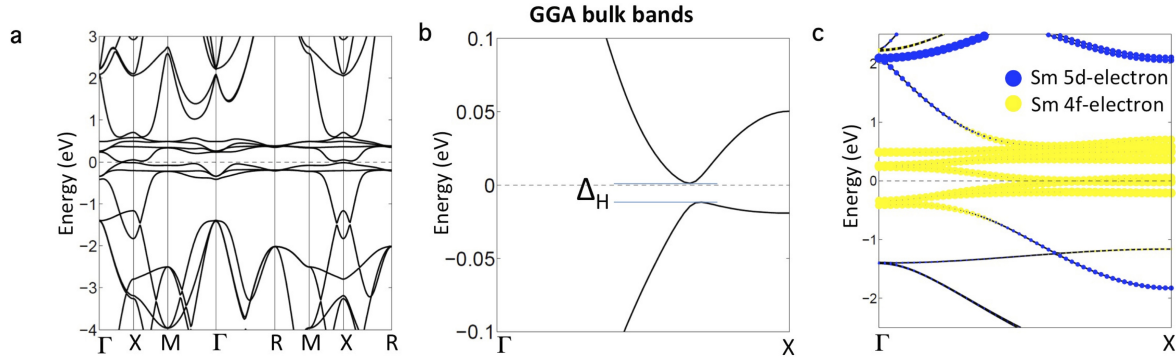 GGA bulk bands
a
Energy (eV)
3
2
1
0
−1
−2
−3
−4
Γ X M Γ R M X R
b
Energy (eV)
0.1
0.05
0
−0.05
−0.1
Δ_H
Γ X
c
Energy (eV)
2
1
0
−1
−2
Sm 5d-electron
Sm 4f-electron
Γ X